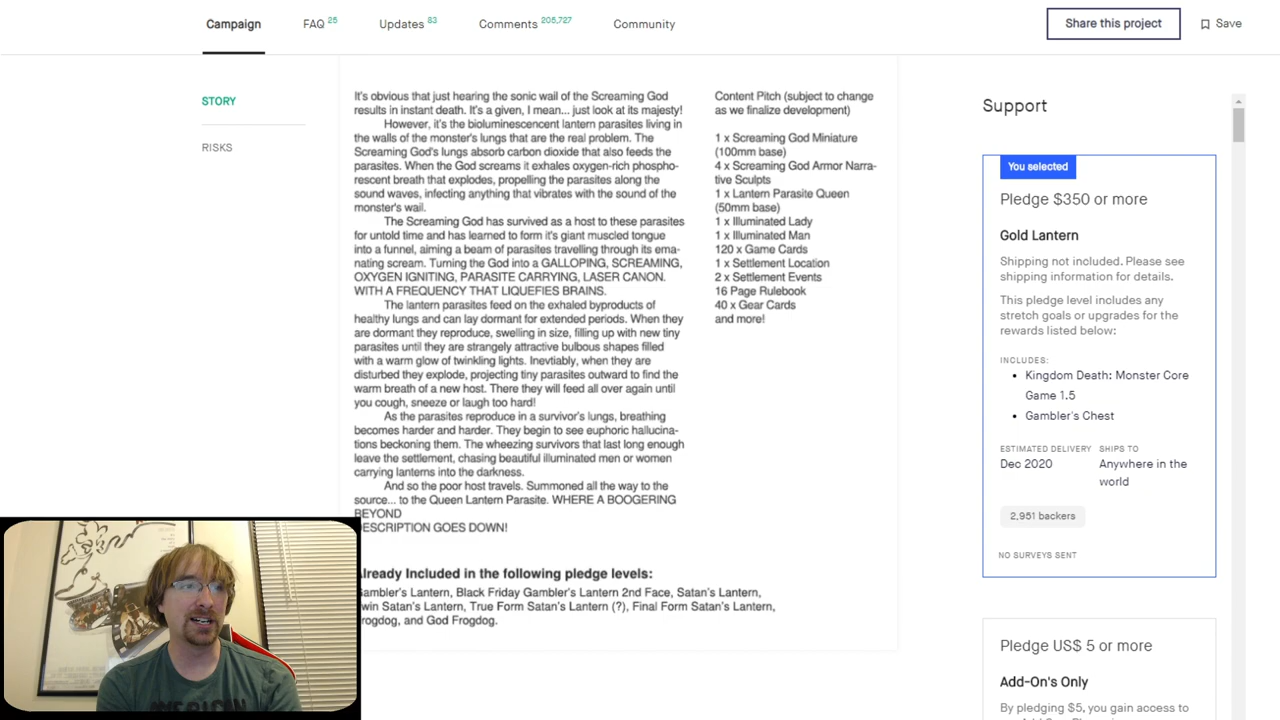 Campaign
FAQ 25
Updates 83
Comments 205,727
Community
Share this project
Save
STORY
RISKS
It's obvious that just hearing the sonic wail of the Screaming God
results in instant death. It's a given, I mean... just look at its majesty!
However, it's the bioluminescencent lantern parasites living in
the walls of the monster's lungs that are the real problem. The
Screaming God's lungs absorb carbon dioxide that also feeds the
parasites. When the God screams it exhales oxygen-rich phospho-
rescent breath that explodes, propelling the parasites along the
sound waves, infecting anything that vibrates with the sound of the
monster's wail.
The Screaming God has survived as a host to these parasites
for untold time and has learned to form it's giant muscled tongue
into a funnel, aiming a beam of parasites travelling through its ema-
nating scream. Turning the God into a GALLOPING, SCREAMING,
OXYGEN IGNITING, PARASITE CARRYING, LASER CANON.
WITH A FREQUENCY THAT LIQUEFIES BRAINS.
The lantern parasites feed on the exhaled byproducts of
healthy lungs and can lay dormant for extended periods. When they
are dormant they reproduce, swelling in size, filling up with new tiny
parasites until they are strangely attractive bulbous shapes filled
with a warm glow of twinkling lights. Inevtiably, when they are
disturbed they explode, projecting tiny parasites outward to find the
warm breath of a new host. There they will feed all over again until
you cough, sneeze or laugh too hard!
As the parasites reproduce in a survivor's lungs, breathing
becomes harder and harder. They begin to see euphoric hallucina-
tions beckoning them. The wheezing survivors that last long enough
leave the settlement, chasing beautiful illuminated men or women
carrying lanterns into the darkness.
And so the poor host travels. Summoned all the way to the
source... to the Queen Lantern Parasite. WHERE A BOOGERING
BEYOND
DESCRIPTION GOES DOWN!
Content Pitch (subject to change
as we finalize development)
1 x Screaming God Miniature
(100mm base)
4 x Screaming God Armor Narra-
tive Sculpts
1 x Lantern Parasite Queen
(50mm base)
1 x Illuminated Lady
1 x Illuminated Man
120 x Game Cards
1 x Settlement Location
2 x Settlement Events
16 Page Rulebook
40 x Gear Cards
and more!
Already Included in the following pledge levels:
Gambler's Lantern, Black Friday Gambler's Lantern 2nd Face, Satan's Lantern,
Twin Satan's Lantern, True Form Satan's Lantern (?), Final Form Satan's Lantern,
Frogdog, and God Frogdog.
Support
You selected
Pledge $350 or more
Gold Lantern
Shipping not included. Please see
shipping information for details.
This pledge level includes any
stretch goals or upgrades for the
rewards listed below:
INCLUDES:
• Kingdom Death: Monster Core
Game 1.5
• Gambler's Chest
ESTIMATED DELIVERY
Dec 2020
SHIPS TO
Anywhere in the
world
2,951 backers
NO SURVEYS SENT
Pledge US$ 5 or more
Add-On's Only
By pledging $5, you gain access to
AMERICAN